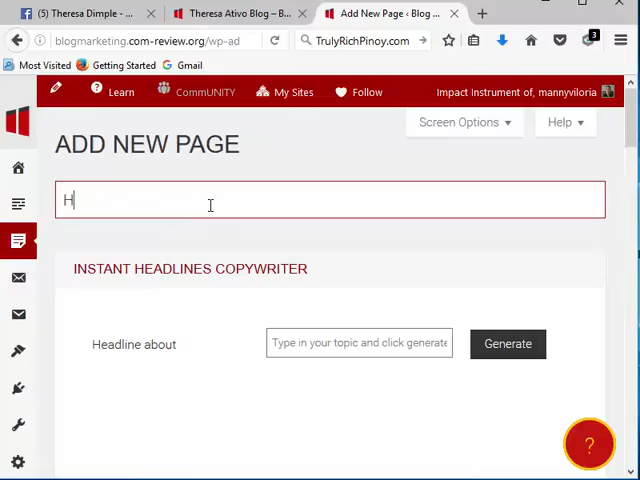 (5) Theresa Dimple - ...
Theresa Ativo Blog – B...
Add New Page ‹ Blog ...
blogmarketing.com-review.org/wp-ad
TrulyRichPinoy.com
3
Most Visited
Getting Started
Gmail
Learn
CommUNITY
My Sites
Follow
Impact Instrument of, mannyviloria
Screen Options
Help
ADD NEW PAGE
H
INSTANT HEADLINES COPYWRITER
Headline about
Type in your topic and click generate
Generate
?